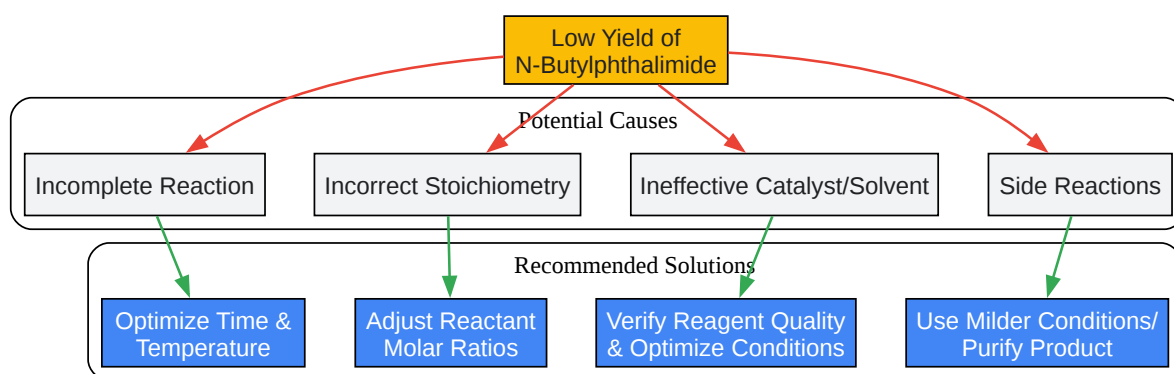 Low Yield of
N-Butylphthalimide
Potential Causes
Incomplete Reaction
Incorrect Stoichiometry
Ineffective Catalyst/Solvent
Side Reactions
Recommended Solutions
Optimize Time &
Temperature
Adjust Reactant
Molar Ratios
Verify Reagent Quality
& Optimize Conditions
Use Milder Conditions/
Purify Product